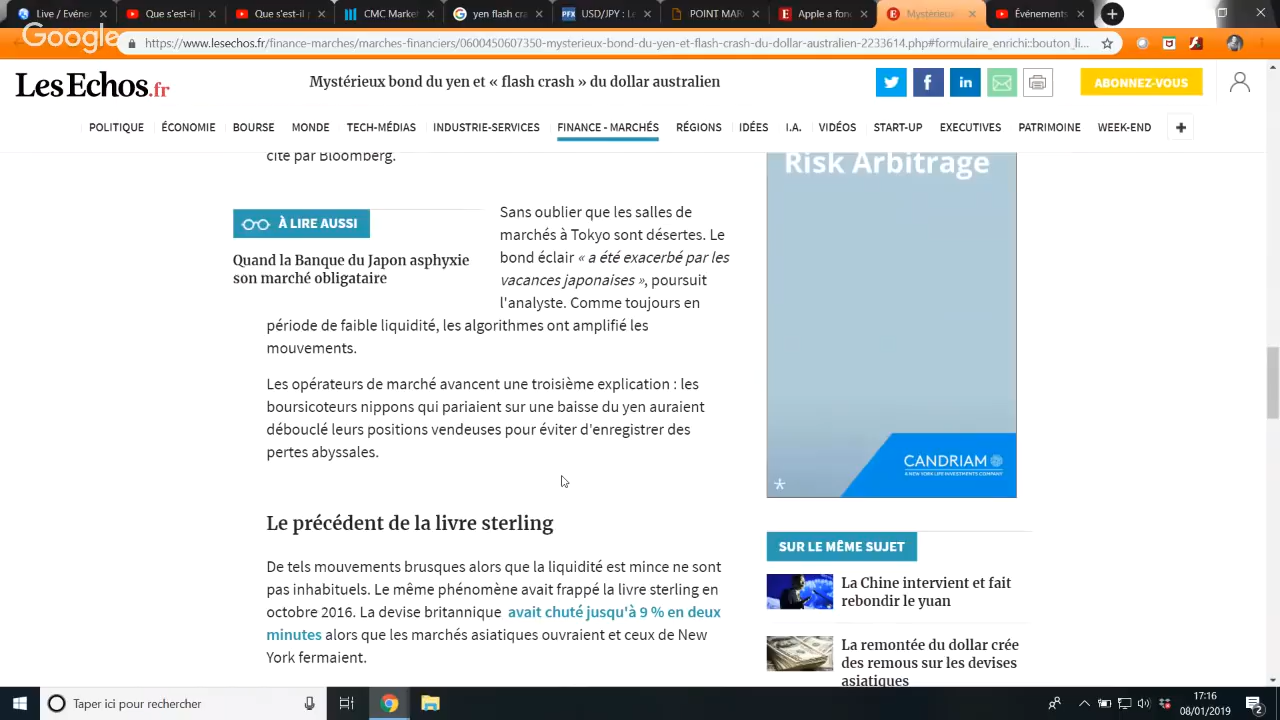 CMC Mark
yen flash cra
USD/JPY : L
POINT MAR
Apple a fon
Mystérieux
Événements
Google
https://www.lesechos.fr/finance-marches/marches-financiers/0600450607350-mysterieux-bond-du-yen-et-flash-crash-du-dollar-australien-2233614.php#formulaire_enrichi::bouton_li...
Les Echos.fr
Mystérieux bond du yen et « flash crash » du dollar australien
ABONNEZ-VOUS
POLITIQUE ÉCONOMIE BOURSE MONDE TECH-MÉDIAS INDUSTRIE-SERVICES FINANCE - MARCHÉS RÉGIONS IDÉES I.A. VIDÉOS START-UP EXECUTIVES PATRIMOINE WEEK-END
cité par Bloomberg.
À LIRE AUSSI
Quand la Banque du Japon asphyxie
son marché obligataire
Sans oublier que les salles de
marchés à Tokyo sont désertes. Le
bond éclair « a été exacerbé par les
vacances japonaises », poursuit
l'analyste. Comme toujours en
période de faible liquidité, les algorithmes ont amplifié les
mouvements.
Les opérateurs de marché avancent une troisième explication : les
boursicoteurs nippons qui pariaient sur une baisse du yen auraient
débouclé leurs positions vendeuses pour éviter d'enregistrer des
pertes abyssales.
Le précédent de la livre sterling
De tels mouvements brusques alors que la liquidité est mince ne sont
pas inhabituels. Le même phénomène avait frappé la livre sterling en
octobre 2016. La devise britannique avait chuté jusqu'à 9 % en deux
minutes alors que les marchés asiatiques ouvraient et ceux de New
York fermaient.
Risk Arbitrage
CANDRIAM
A NEW YORK LIFE INVESTMENTS COMPANY
*
SUR LE MÊME SUJET
La Chine intervient et fait
rebondir le yuan
La remontée du dollar crée
des remous sur les devises
asiatiques
Taper ici pour rechercher
17:16
08/01/2019
2